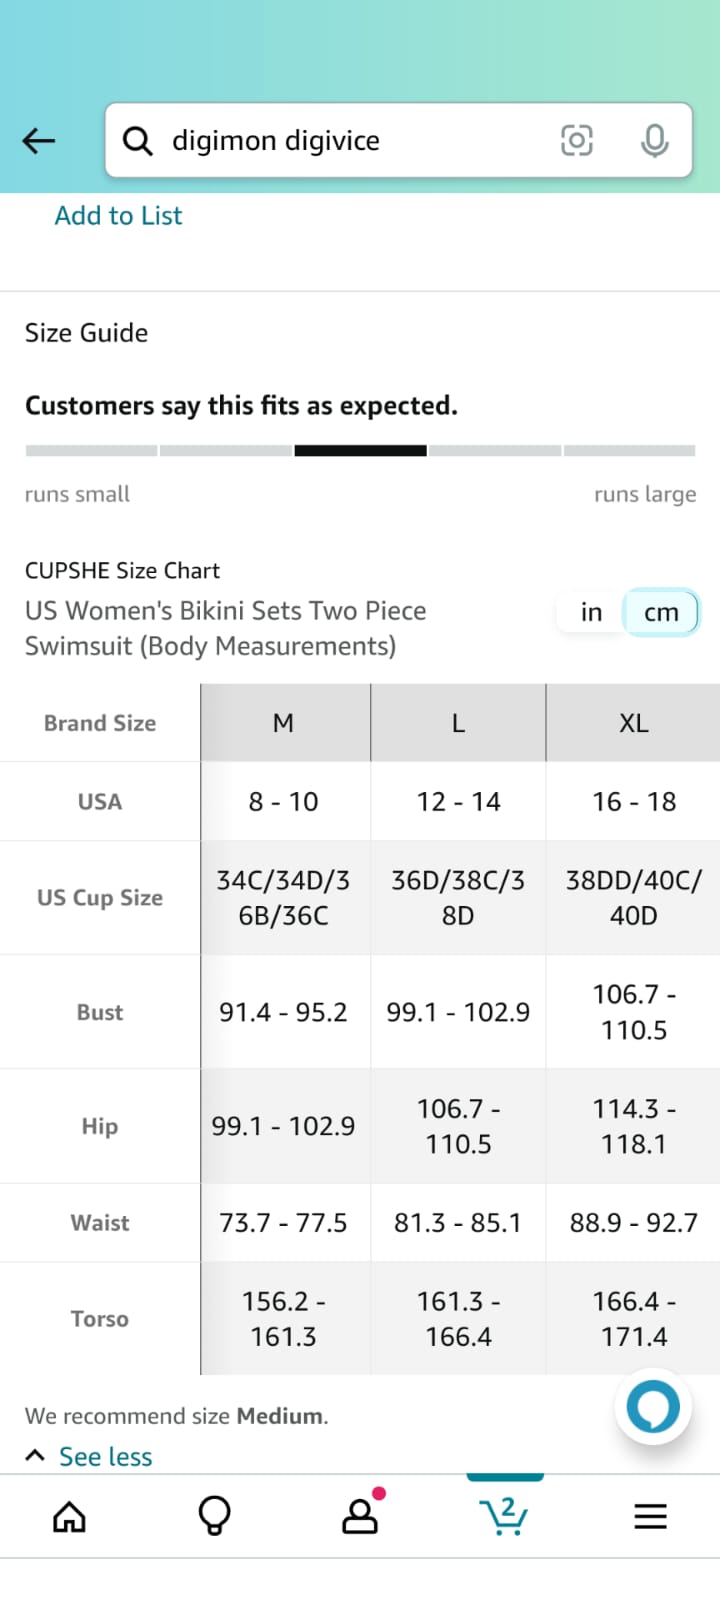 digimon digivice
Add to List
Size Guide
Customers say this fits as expected.
runs small
runs large
CUPSHE Size Chart
US Women's Bikini Sets Two Piece
Swimsuit (Body Measurements)
in
cm
Brand Size
M
L
XL
USA
8 - 10
12 - 14
16 - 18
US Cup Size
34C/34D/3
6B/36C
36D/38C/3
8D
38DD/40C/
40D
Bust
91.4 - 95.2
99.1 - 102.9
106.7 -
110.5
Hip
99.1 - 102.9
106.7 -
110.5
114.3 -
118.1
Waist
73.7 - 77.5
81.3 - 85.1
88.9 - 92.7
Torso
156.2 -
161.3
161.3 -
166.4
166.4 -
171.4
We recommend size Medium.
See less
2